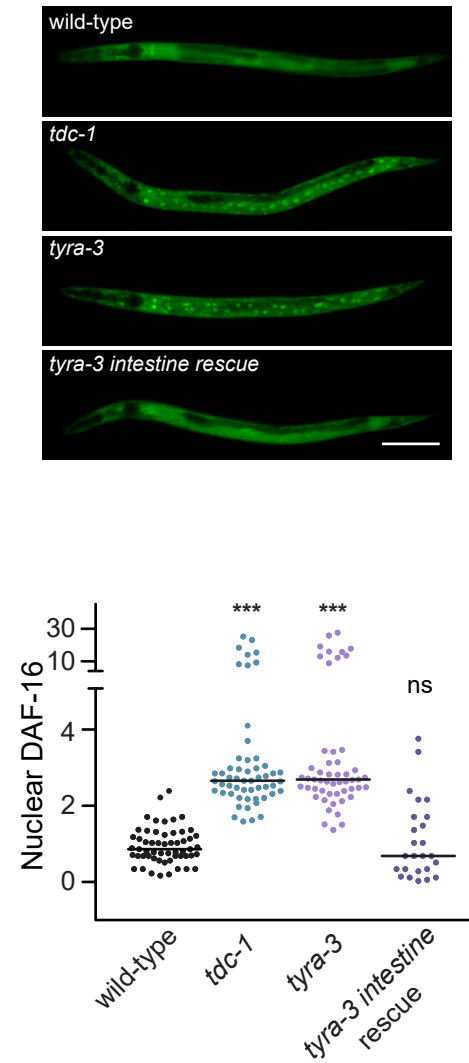 wild-type
tdc-1
tyra-3
tyra-3 intestine rescue
*** ***
30
10
ns
4
2
0
Nuclear DAF-16
wild-type
tdc-1
tyra-3
tyra-3 intestine
rescue